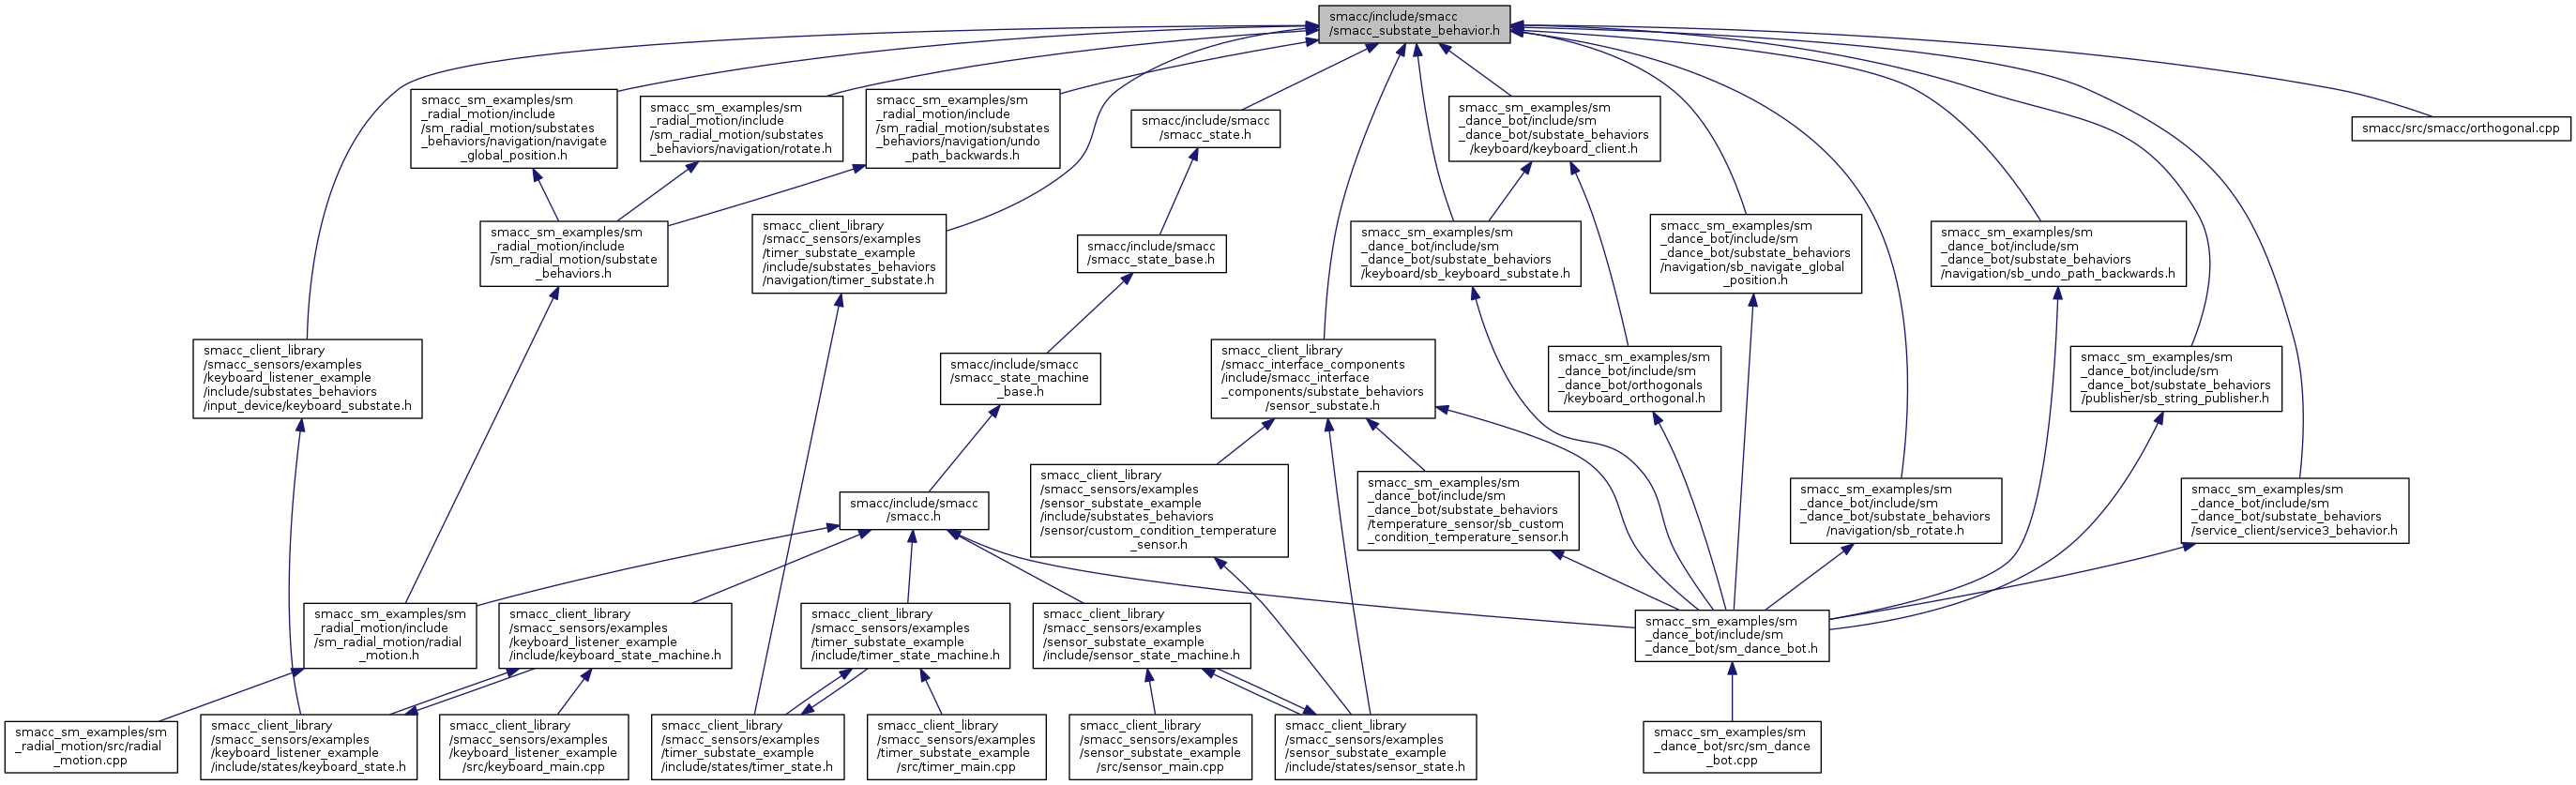 smacc/include/smacc
/smacc_substate_behavior.h
smacc_sm_examples/sm
_radial_motion/include
/sm_radial_motion/substates
_behaviors/navigation/navigate
_global_position.h
smacc_sm_examples/sm
_radial_motion/include
/sm_radial_motion/substates
_behaviors/navigation/rotate.h
smacc_sm_examples/sm
_radial_motion/include
/sm_radial_motion/substates
_behaviors/navigation/undo
_path_backwards.h
smacc/include/smacc
/smacc_state.h
smacc_sm_examples/sm
_dance_bot/include/sm
_dance_bot/substate_behaviors
/keyboard/keyboard_client.h
smacc/src/smacc/orthogonal.cpp
smacc_sm_examples/sm
_radial_motion/include
/sm_radial_motion/substate
_behaviors.h
smacc_client_library
/smacc_sensors/examples
/timer_substate_example
/include/substates_behaviors
/navigation/timer_substate.h
smacc/include/smacc
/smacc_state_base.h
smacc_sm_examples/sm
_dance_bot/include/sm
_dance_bot/substate_behaviors
/keyboard/sb_keyboard_substate.h
smacc_sm_examples/sm
_dance_bot/include/sm
_dance_bot/substate_behaviors
/navigation/sb_navigate_global
_position.h
smacc_sm_examples/sm
_dance_bot/include/sm
_dance_bot/substate_behaviors
/navigation/sb_undo_path_backwards.h
smacc_client_library
/smacc_sensors/examples
/keyboard_listener_example
/include/substates_behaviors
/input_device/keyboard_substate.h
smacc/include/smacc
/smacc_state_machine
_base.h
smacc_client_library
/smacc_interface_components
/include/smacc_interface
_components/substate_behaviors
/sensor_substate.h
smacc_sm_examples/sm
_dance_bot/include/sm
_dance_bot/orthogonals
/keyboard_orthogonal.h
smacc_sm_examples/sm
_dance_bot/include/sm
_dance_bot/substate_behaviors
/publisher/sb_string_publisher.h
smacc/include/smacc
/smacc.h
smacc_client_library
/smacc_sensors/examples
/sensor_substate_example
/include/substates_behaviors
/sensor/custom_condition_temperature
_sensor.h
smacc_sm_examples/sm
_dance_bot/include/sm
_dance_bot/substate_behaviors
/temperature_sensor/sb_custom
_condition_temperature_sensor.h
smacc_sm_examples/sm
_dance_bot/include/sm
_dance_bot/substate_behaviors
/navigation/sb_rotate.h
smacc_sm_examples/sm
_dance_bot/include/sm
_dance_bot/substate_behaviors
/service_client/service3_behavior.h
smacc_sm_examples/sm
_radial_motion/include
/sm_radial_motion/radial
_motion.h
smacc_client_library
/smacc_sensors/examples
/keyboard_listener_example
/include/keyboard_state_machine.h
smacc_client_library
/smacc_sensors/examples
/timer_substate_example
/include/timer_state_machine.h
smacc_client_library
/smacc_sensors/examples
/sensor_substate_example
/include/sensor_state_machine.h
smacc_sm_examples/sm
_dance_bot/include/sm
_dance_bot/sm_dance_bot.h
smacc_sm_examples/sm
_radial_motion/src/radial
_motion.cpp
smacc_client_library
/smacc_sensors/examples
/keyboard_listener_example
/include/states/keyboard_state.h
smacc_client_library
/smacc_sensors/examples
/keyboard_listener_example
/src/keyboard_main.cpp
smacc_client_library
/smacc_sensors/examples
/timer_substate_example
/include/states/timer_state.h
smacc_client_library
/smacc_sensors/examples
/timer_substate_example
/src/timer_main.cpp
smacc_client_library
/smacc_sensors/examples
/sensor_substate_example
/src/sensor_main.cpp
smacc_client_library
/smacc_sensors/examples
/sensor_substate_example
/include/states/sensor_state.h
smacc_sm_examples/sm
_dance_bot/src/sm_dance
_bot.cpp